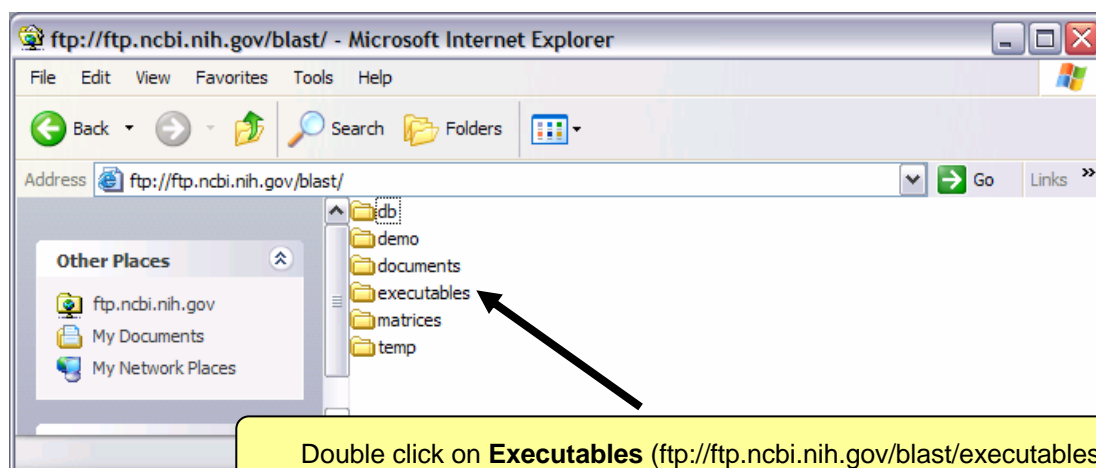 ftp://ftp.ncbi.nih.gov/blast/ - Microsoft Internet Explorer
File Edit View Favorites Tools Help
Back Search Folders
Address ftp://ftp.ncbi.nih.gov/blast/ Go Links »
db
demo
documents
executables
matrices
temp
Other Places
ftp.ncbi.nih.gov
My Documents
My Network Places
Double click on Executables (ftp://ftp.ncbi.nih.gov/blast/executables